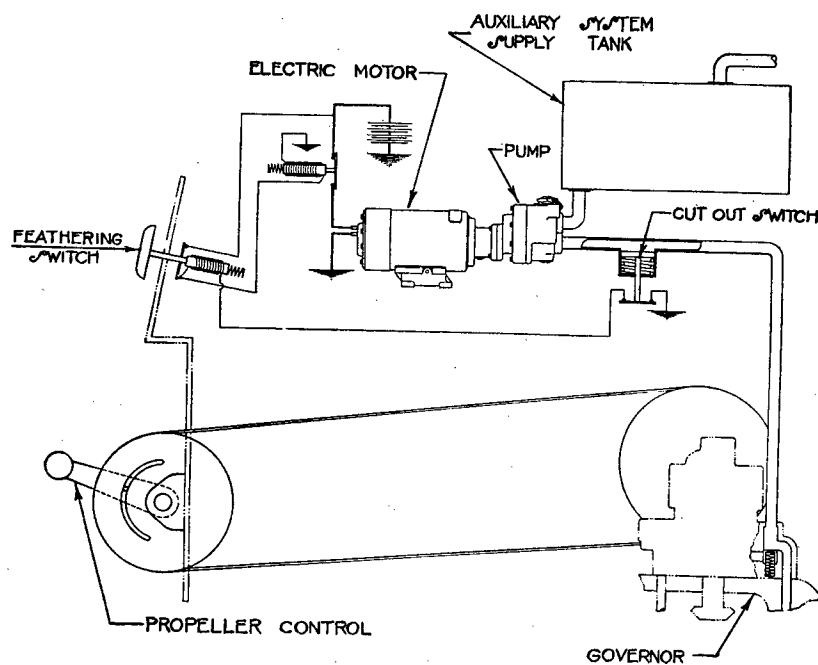 AUXILIARY SYSTEM
SUPPLY TANK
ELECTRIC MOTOR
PUMP
CUT OUT SWITCH
FEATHERING
SWITCH
PROPELLER CONTROL
GOVERNOR